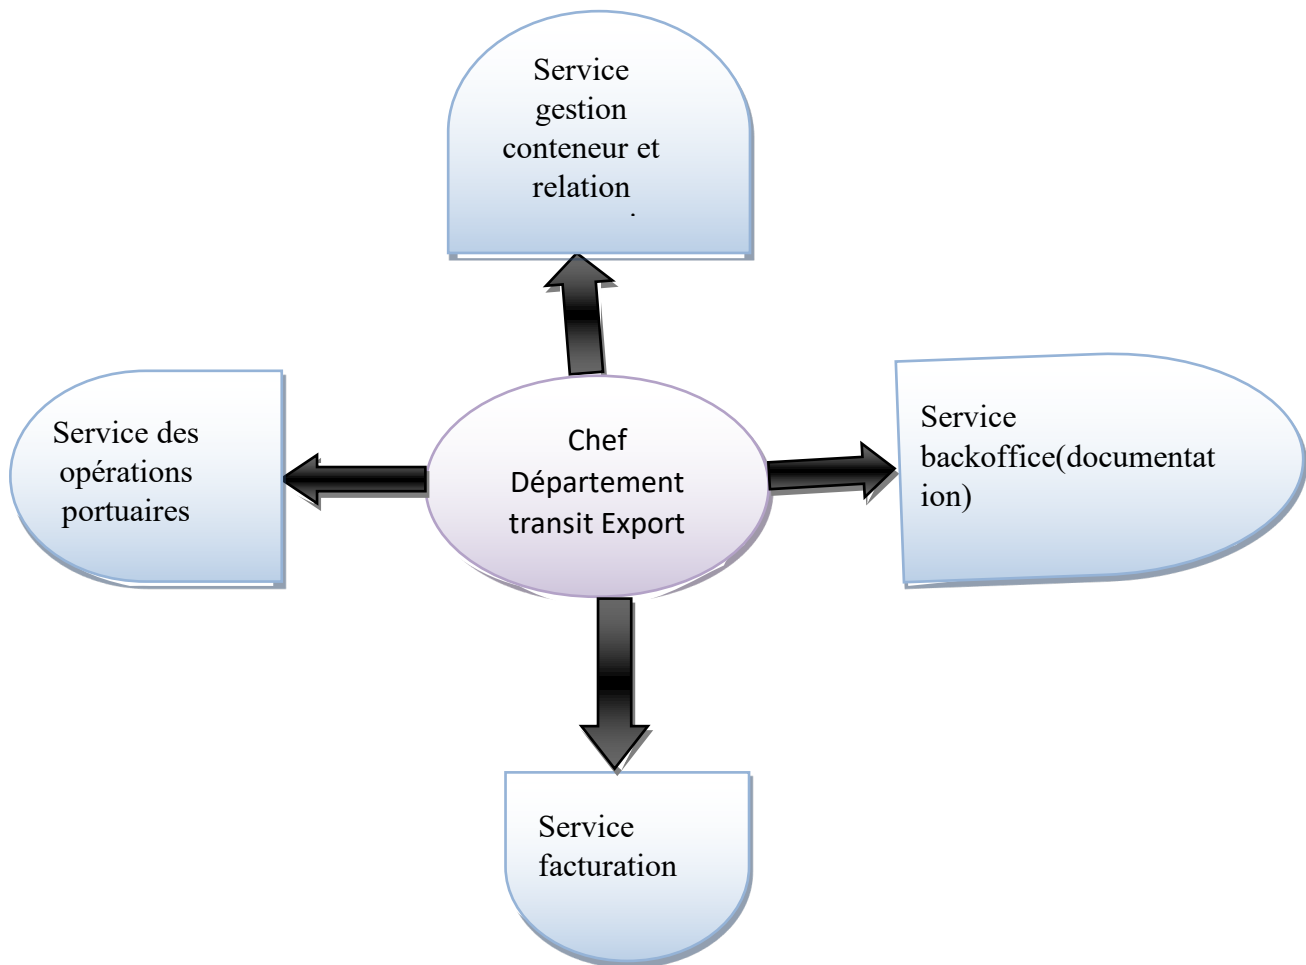 Service
gestion
conteneur et
relation
Service des
opérations
portuaires
Chef
Département
transit Export
Service
backoffice(documentat
ion)
Service
facturation